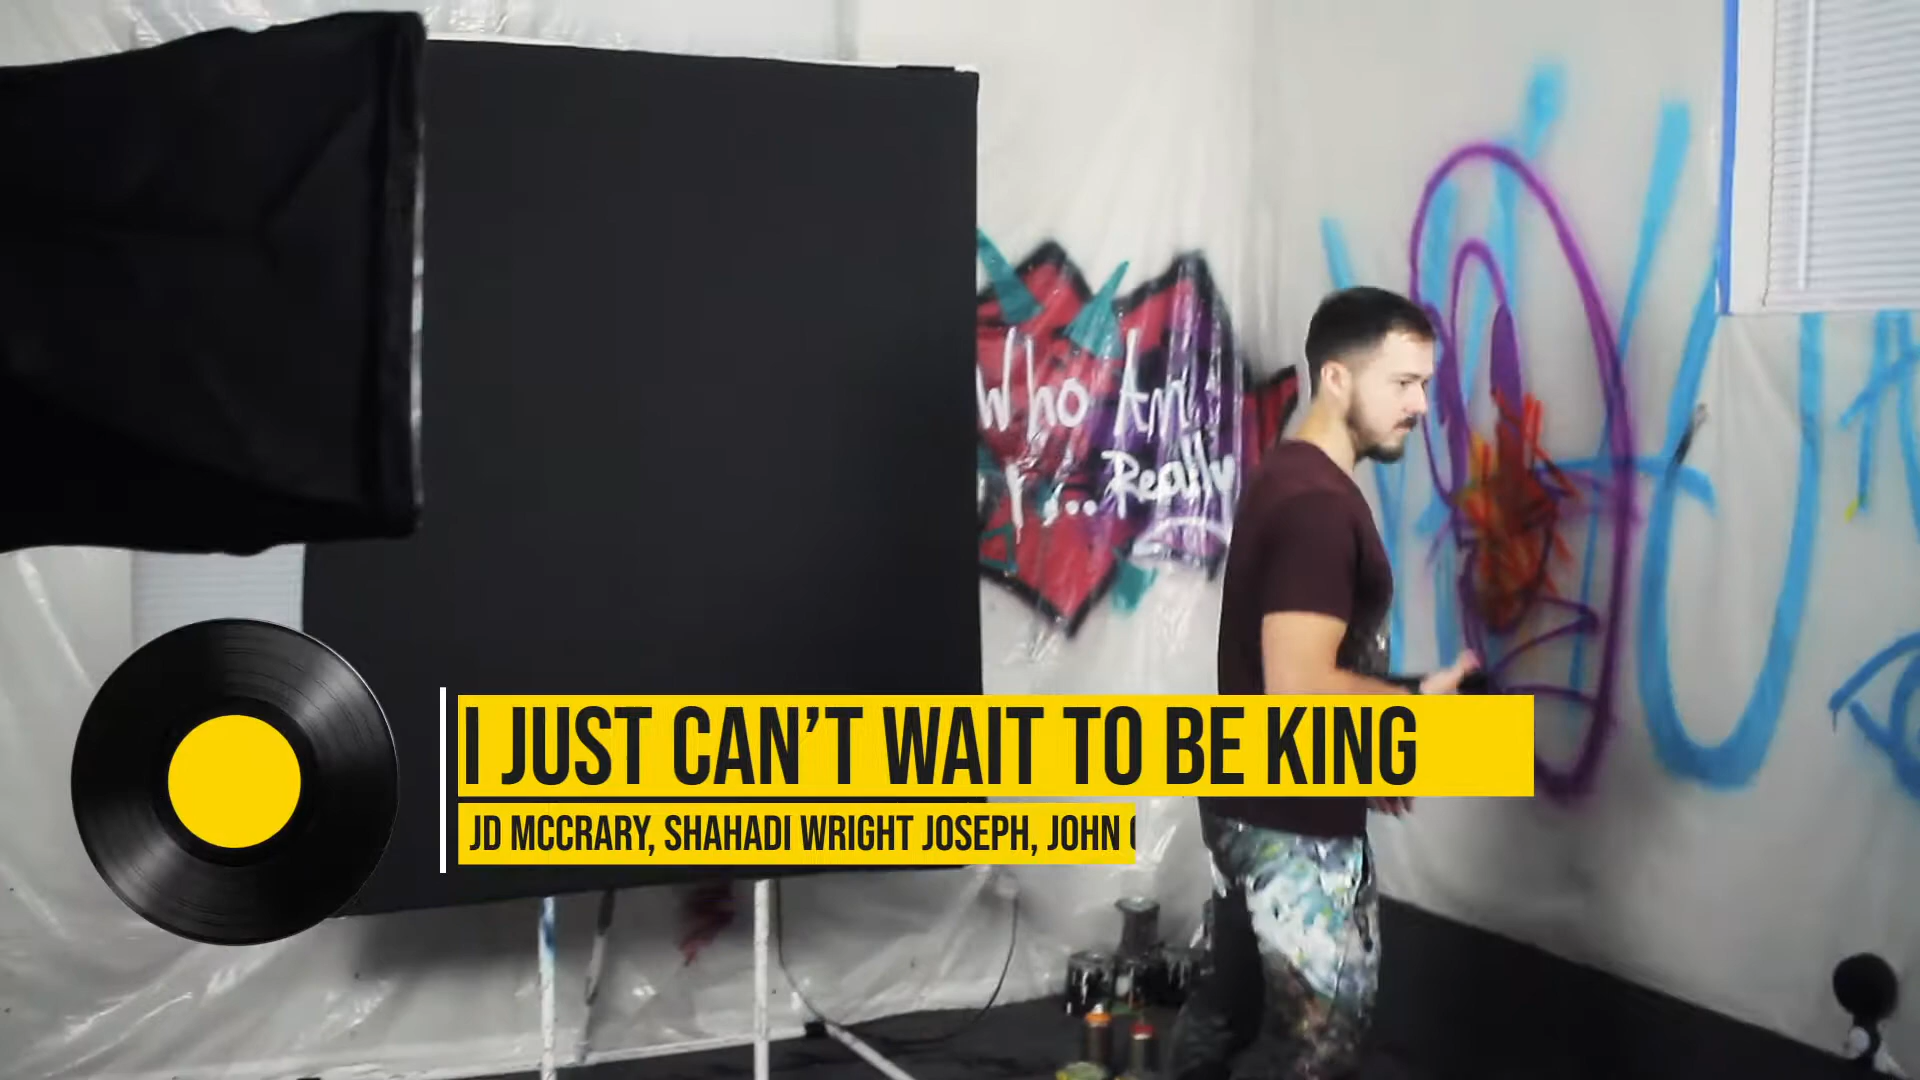 Who Am
I... Really
I JUST CAN’T WAIT TO BE KING
JD MCCRARY, SHAHADI WRIGHT JOSEPH, JOHN